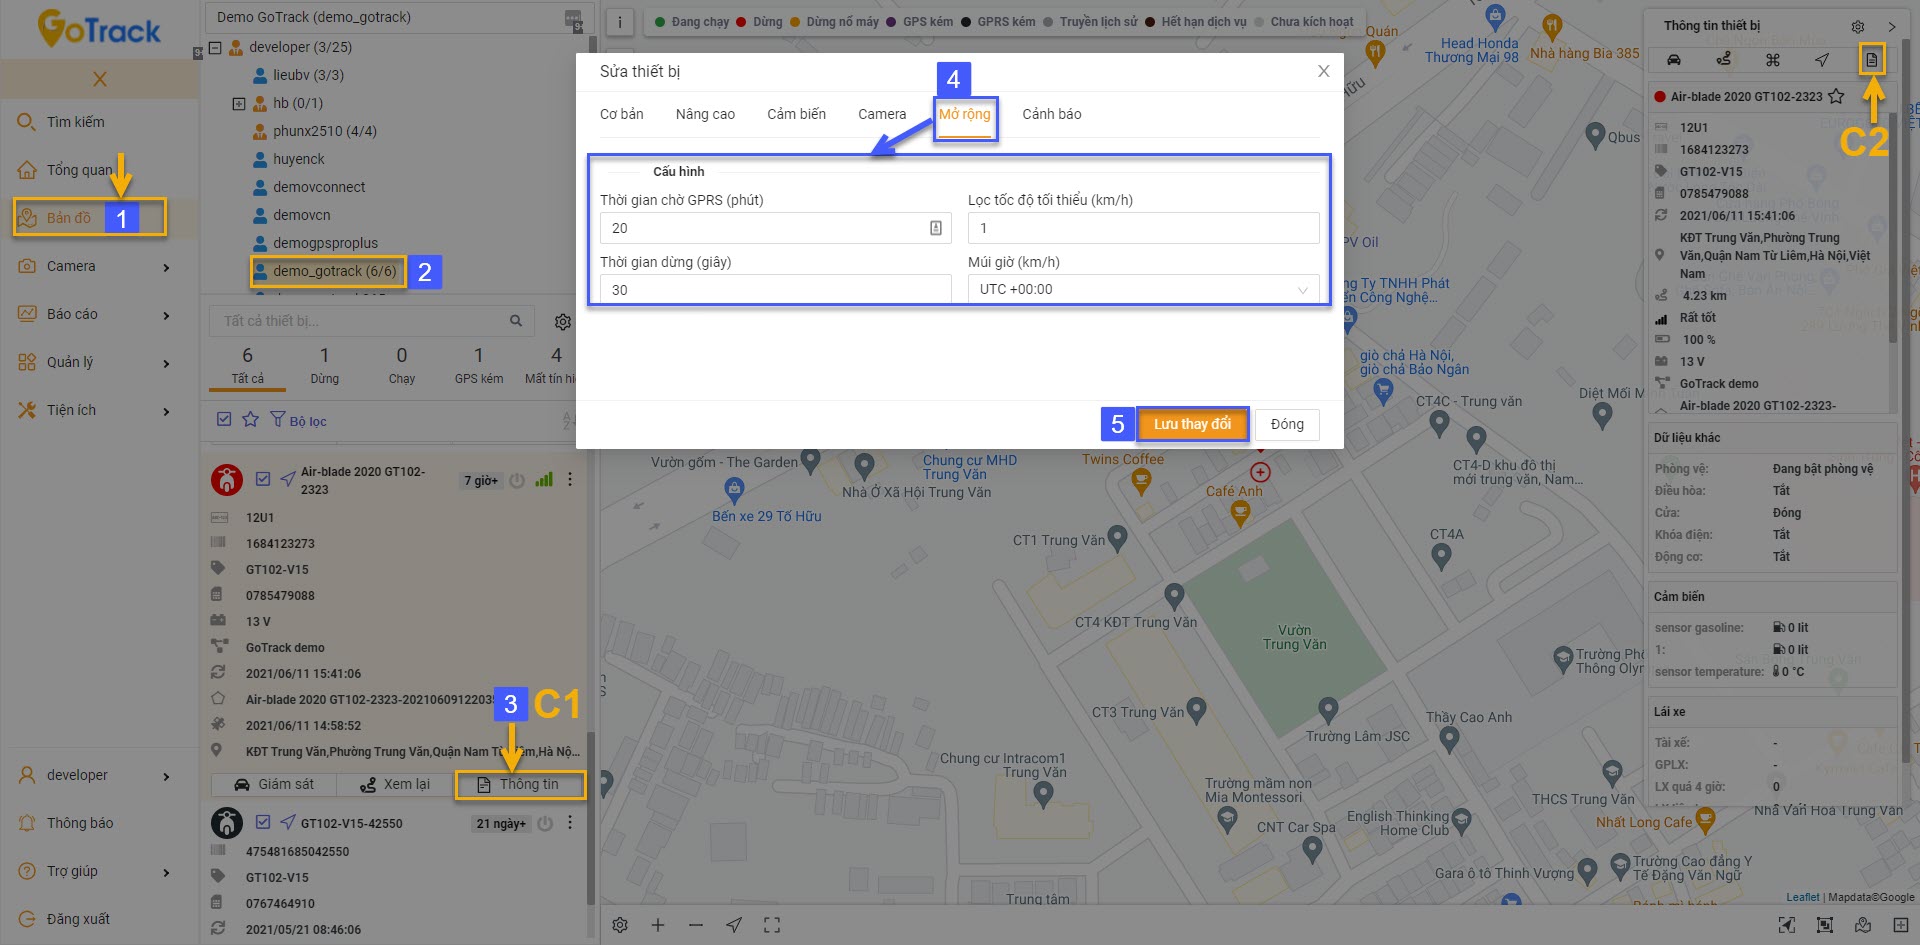 GoTrack
Tìm kiếm
Tổng quan
Bản đồ
1
Camera
Báo cáo
Quản lý
Tiện ích
developer
Thông báo
Trợ giúp
Đăng xuất
Demo GoTrack (demo_gotrack)
developer (3/25)
lieubv (3/3)
hb (0/1)
phunx2510 (4/4)
huyenck
demovconnect
demovcn
demogpsproplus
demo_gotrack (6/6)
2
Tất cả thiết bị...
6
Tất cả
1
Dừng
0
Chạy
1
GPS kém
4
Mất tín hi
Bộ lọc
Air-blade 2020 GT102-
2323
7 giờ+
12U1
1684123273
GT102-V15
0785479088
13 V
GoTrack demo
2021/06/11 15:41:06
Air-blade 2020 GT102-2323-2021060912203
3
C1
2021/06/11 14:58:52
Giám sát
Xem lại
Thông tin
GT102-V15-42550
21 ngày+
475481685042550
GT102-V15
0767464910
2021/05/21 08:46:06
i
Đang chạy
Dừng
Dừng nổ máy
GPS kém
GPRS kém
Truyền lịch sử
Hết hạn dịch vụ
Chưa kích hoạt
Sửa thiết bị
X
4
Cơ bản
Nâng cao
Cảm biến
Camera
Mở rộng
Cảnh báo
Cấu hình
Thời gian chờ GPRS (phút)
Lọc tốc độ tối thiểu (km/h)
20
1
Thời gian dừng (giây)
Múi giờ (km/h)
30
UTC +00:00
5
Lưu thay đổi
Đóng
Quán
Head Honda
Thương Mại 98
Nhà hàng Bia 385
Hữu
Qbus
PV Oil
ng Ty TNHH Phát
ển Công Nghệ...
giò chả Hà Nội,
giò chả Bảo Ngân
CT4C - Trung văn
Diệt Mối M
CT4-D khu đô thị
mới trung văn, Nam...
Vườn gốm - The Garden
Nhà Ở Xã Hội Trung Văn
Chung cư MHD
Trung Văn
Twins Coffee
Café Anh
Bến xe 29 Tố Hữu
CT1 Trung Văn
CT4A
CT4 KĐT Trung Văn
Vườn
Trung Văn
Trường Ph
Thông Olyr
CT3 Trung Văn
Trường Lâm JSC
Thầy Cao Anh
Chung cư Intracom1
Trung Văn
Trường mầm non
Mia Montessori
CNT Car Spa
English Thinking
Home Club
THCS Trung Văn
Nhất Long Cafe
Nhà Văn Hoá Trung Văn
Gara ô tô Thinh Vượng
Trường Cao đẳng Y
Tế Đặng Văn Ngữ
Trung tâm
Leaflet | Mapdata©Google
Thông tin thiết bị
C2
Air-blade 2020 GT102-2323
12U1
1684123273
GT102-V15
0785479088
2021/06/11 15:41:06
KĐT Trung Văn,Phường Trung
Văn,Quận Nam Từ Liêm,Hà Nội,Việt
Nam
4.23 km
Rất tốt
100 %
13 V
GoTrack demo
Air-blade 2020 GT102-2323-
Dữ liệu khác
Phòng vệ: Đang bật phòng vệ
Điều hòa: Tắt
Cửa: Đóng
Khóa điện: Tắt
Động cơ: Tắt
Cảm biến
sensor gasoline: 0 lit
1: 0 lit
sensor temperature: 0 °C
Lái xe
Tài xế: -
GPLX: -
LX quá 4 giờ: 0